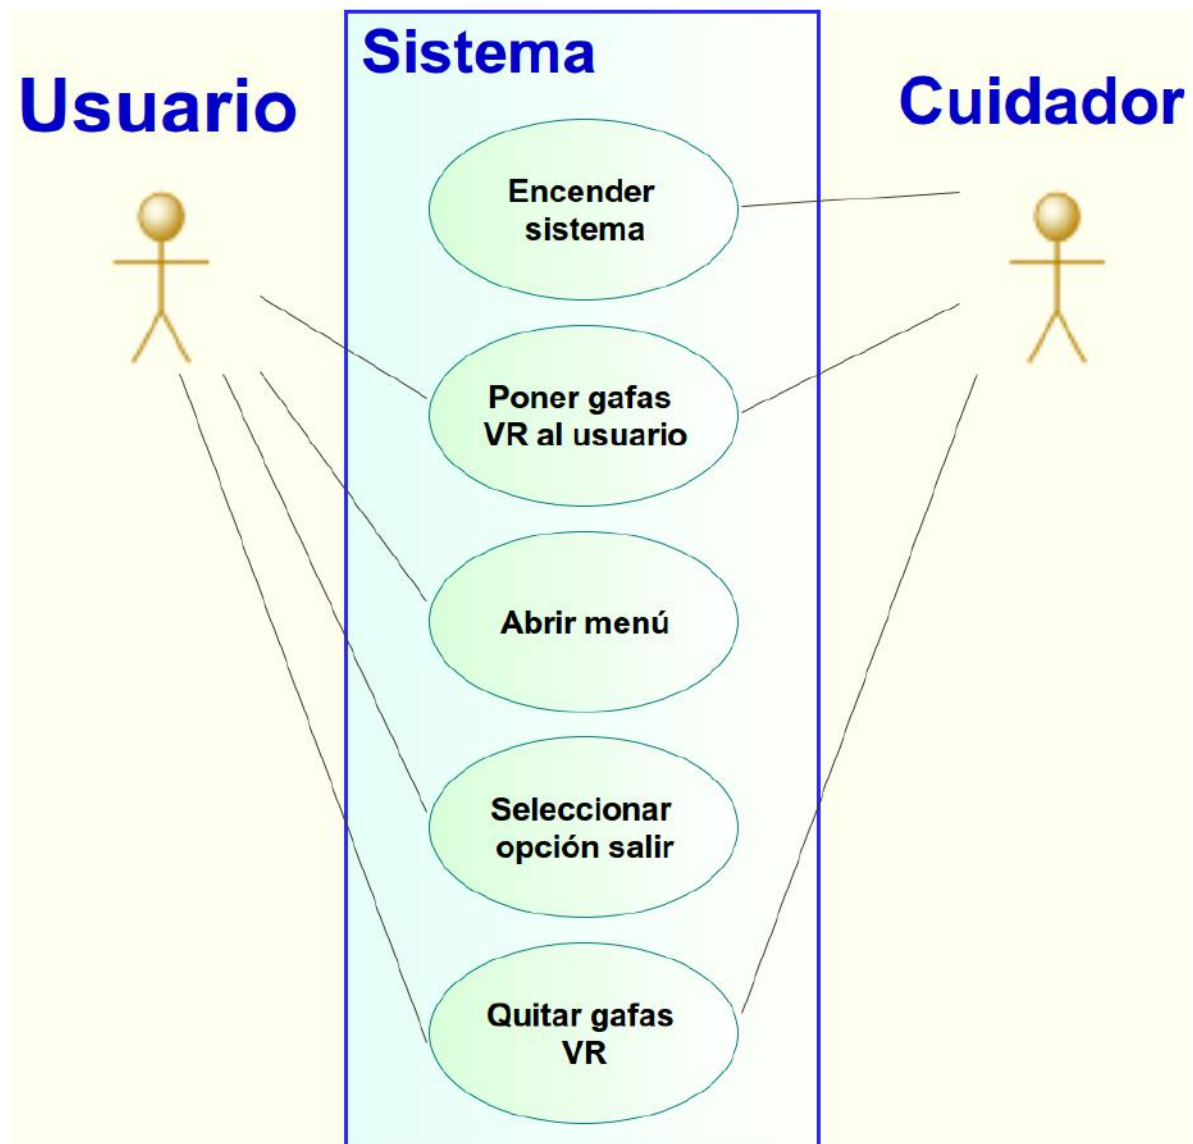 Usuario
Sistema
Cuidador
Encender
sistema
Poner gafas
VR al usuario
Abrir menú
Seleccionar
opción salir
Quitar gafas
VR